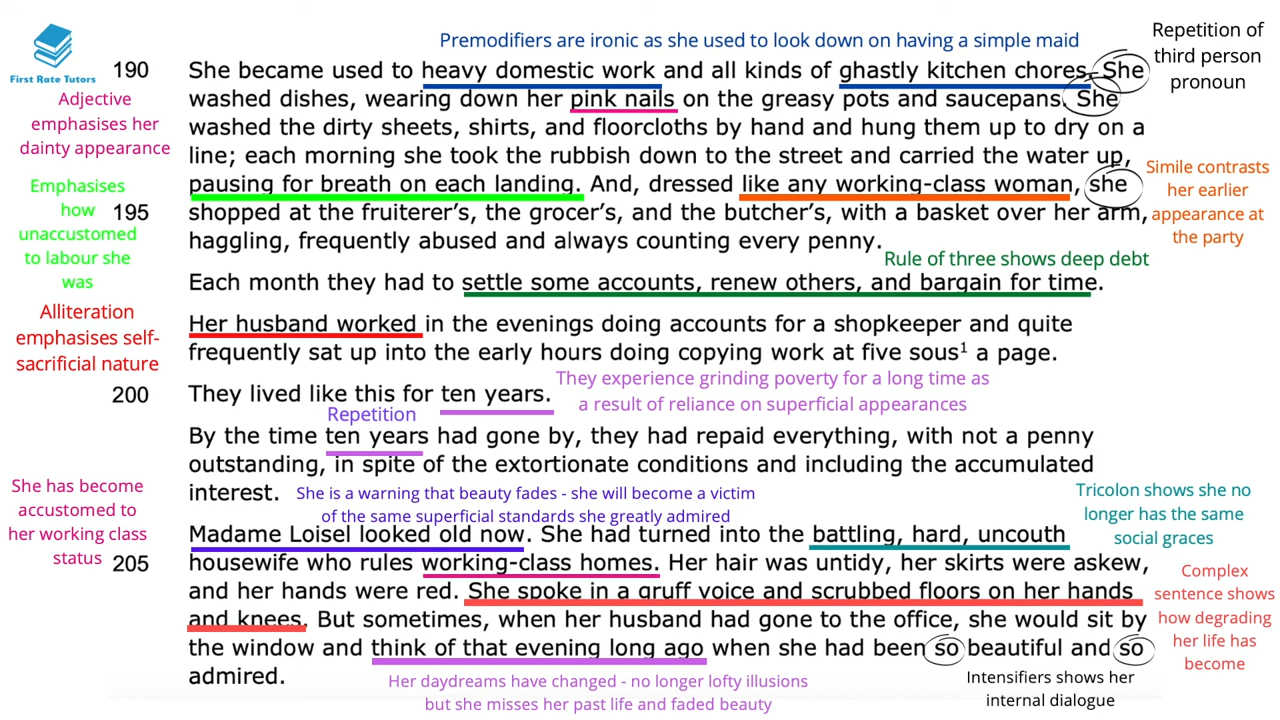 Premodifiers are ironic as she used to look down on having a simple maid
Repetition of
third person
pronoun
First Rate Tutors
190
She became used to heavy domestic work and all kinds of ghastly kitchen chores. She
washed dishes, wearing down her pink nails on the greasy pots and saucepans. She
washed the dirty sheets, shirts, and floorcloths by hand and hung them up to dry on a
line; each morning she took the rubbish down to the street and carried the water up,
pausing for breath on each landing. And, dressed like any working-class woman, she
195
shopped at the fruiterer's, the grocer's, and the butcher's, with a basket over her arm,
haggling, frequently abused and always counting every penny.
Adjective
emphasises her
dainty appearance
Emphasises
how
unaccustomed
to labour she
was
Simile contrasts
her earlier
appearance at
the party
Rule of three shows deep debt
Each month they had to settle some accounts, renew others, and bargain for time.
Alliteration
emphasises self-
sacrificial nature
Her husband worked in the evenings doing accounts for a shopkeeper and quite
frequently sat up into the early hours doing copying work at five sous¹ a page.
200
They lived like this for ten years.
They experience grinding poverty for a long time as
a result of reliance on superficial appearances
Repetition
By the time ten years had gone by, they had repaid everything, with not a penny
outstanding, in spite of the extortionate conditions and including the accumulated
interest.
She is a warning that beauty fades - she will become a victim
of the same superficial standards she greatly admired
She has become
accustomed to
her working class
status
Tricolon shows she no
longer has the same
social graces
Madame Loisel looked old now. She had turned into the battling, hard, uncouth
205
housewife who rules working-class homes. Her hair was untidy, her skirts were askew,
and her hands were red. She spoke in a gruff voice and scrubbed floors on her hands
and knees. But sometimes, when her husband had gone to the office, she would sit by
the window and think of that evening long ago when she had been so beautiful and so
admired.
Complex
sentence shows
how degrading
her life has
become
Her daydreams have changed - no longer lofty illusions
but she misses her past life and faded beauty
Intensifiers shows her
internal dialogue